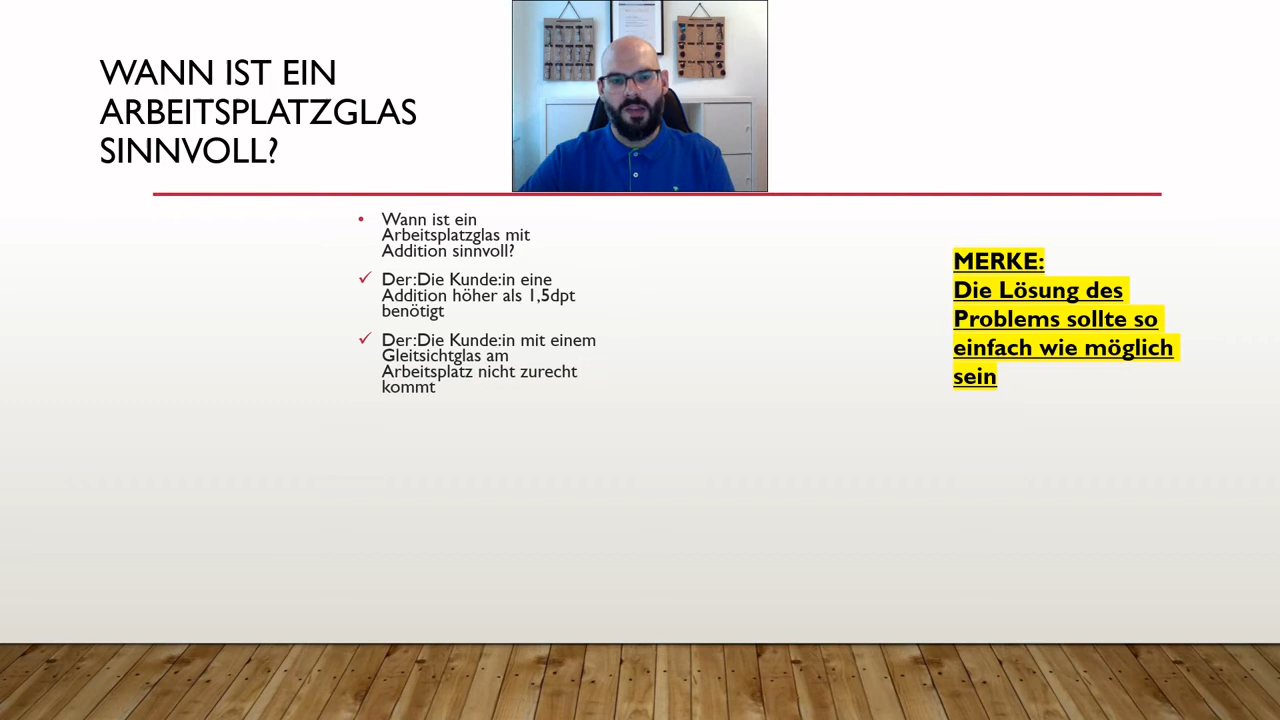 WANN IST EIN
ARBEITSPLATZGLAS
SINNVOLL?
Wann ist ein
Arbeitsplatzglas mit
Addition sinnvoll?
Der:Die Kunde:in eine
Addition höher als 1,5dpt
benötigt
Der:Die Kunde:in mit einem
Gleitsichtglas am
Arbeitsplatz nicht zurecht
kommt
MERKE:
Die Lösung des
Problems sollte so
einfach wie möglich
sein